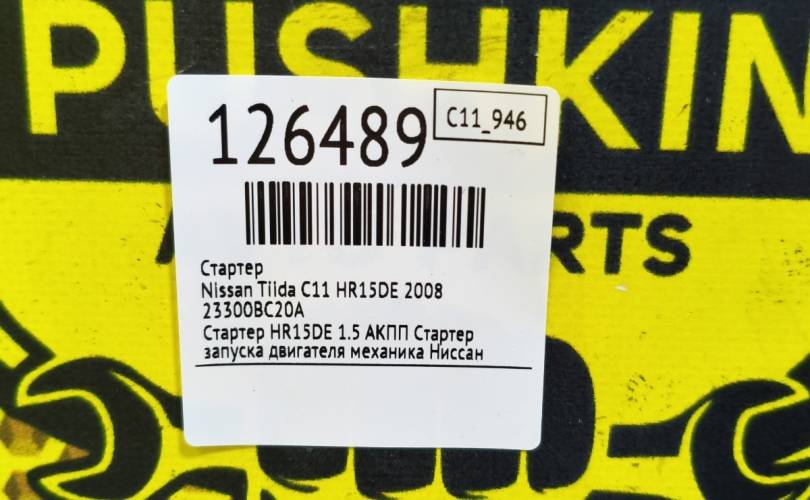 PUSHKIN
126489
C11_946
Стартер
Nissan Tiida C11 HR15DE 2008
23300BC20A
Стартер HR15DE 1.5 АКПП Стартер
запуска двигателя механика Ниссан